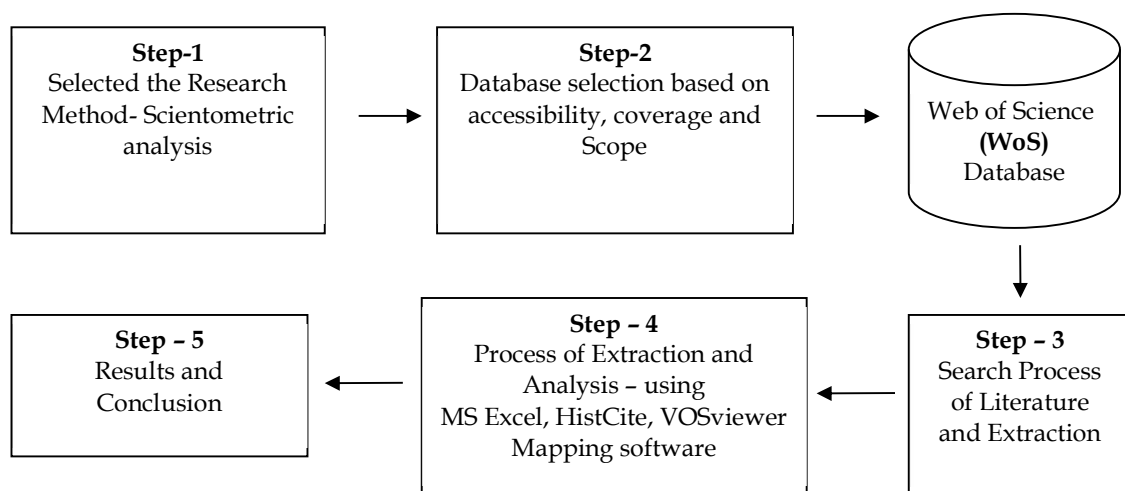 Step-1
Selected the Research
Method- Scientometric
analysis
Step-2
Database selection based on
accessibility, coverage and
Scope
Web of Science
(WoS)
Database
Step – 3
Search Process
of Literature
and Extraction
Step – 4
Process of Extraction and
Analysis – using
MS Excel, HistCite, VOSviewer
Mapping software
Step – 5
Results and
Conclusion